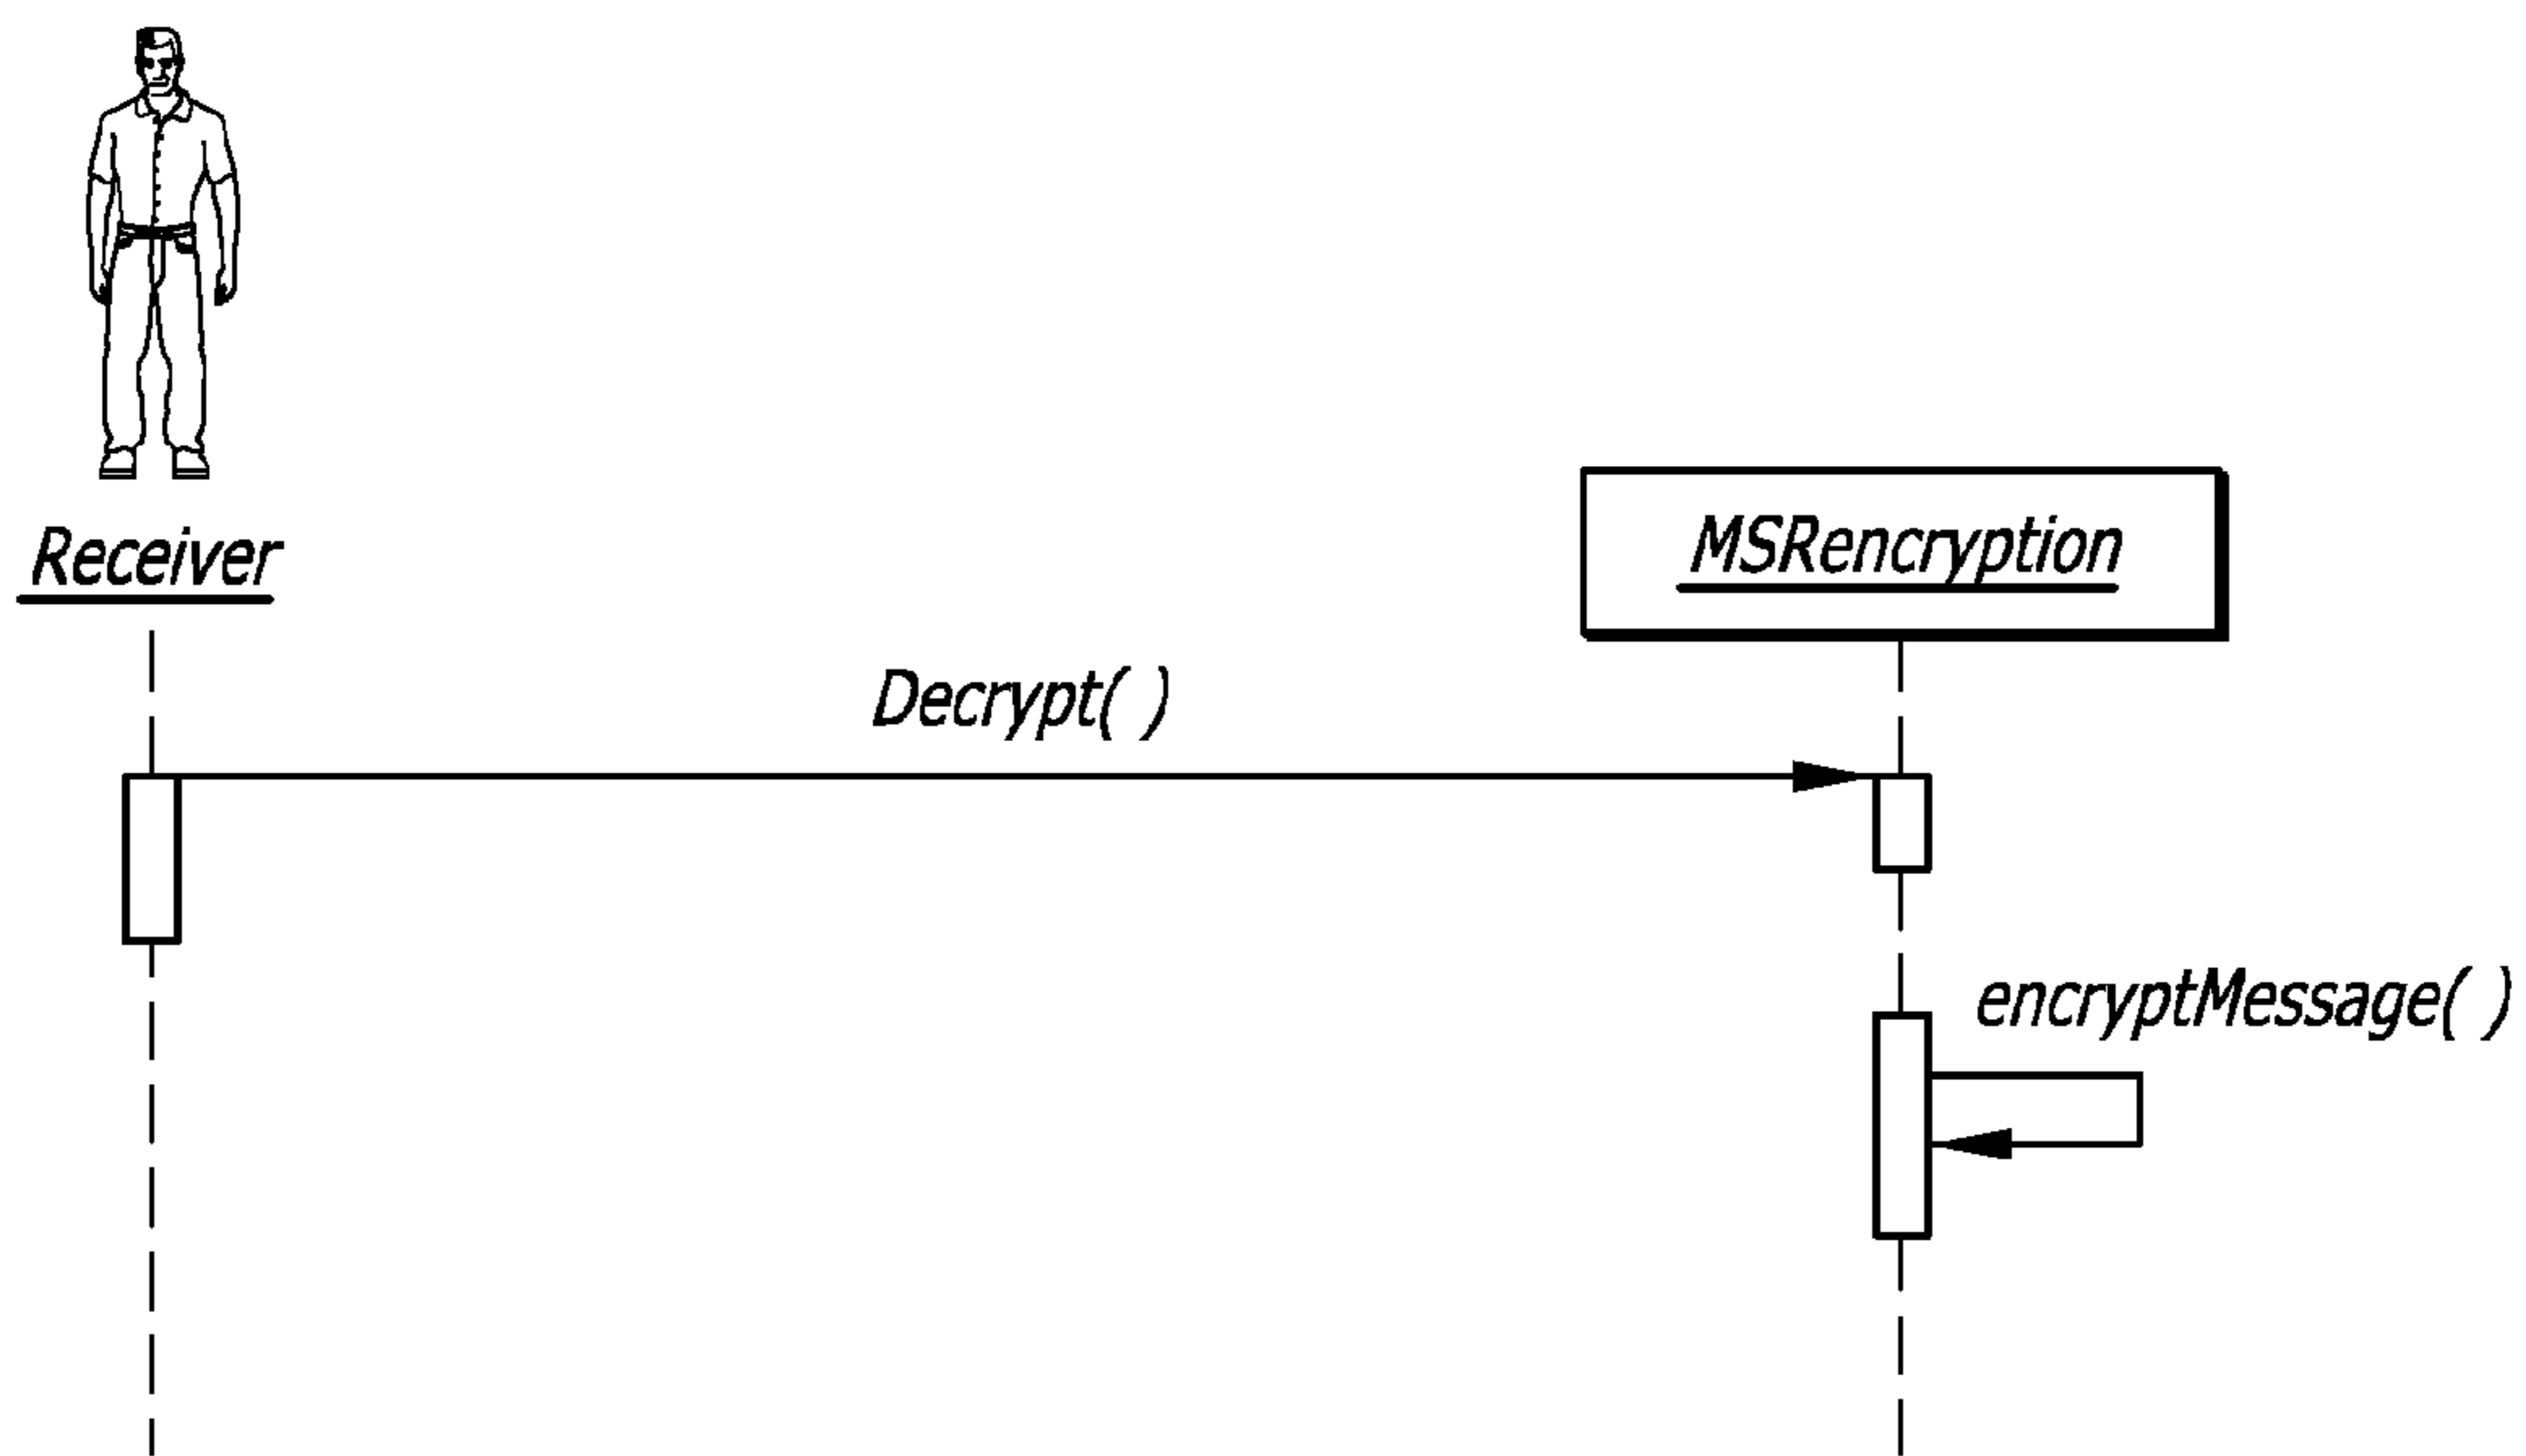 Receiver
MSRencryption
Decrypt( )
encryptMessage( )